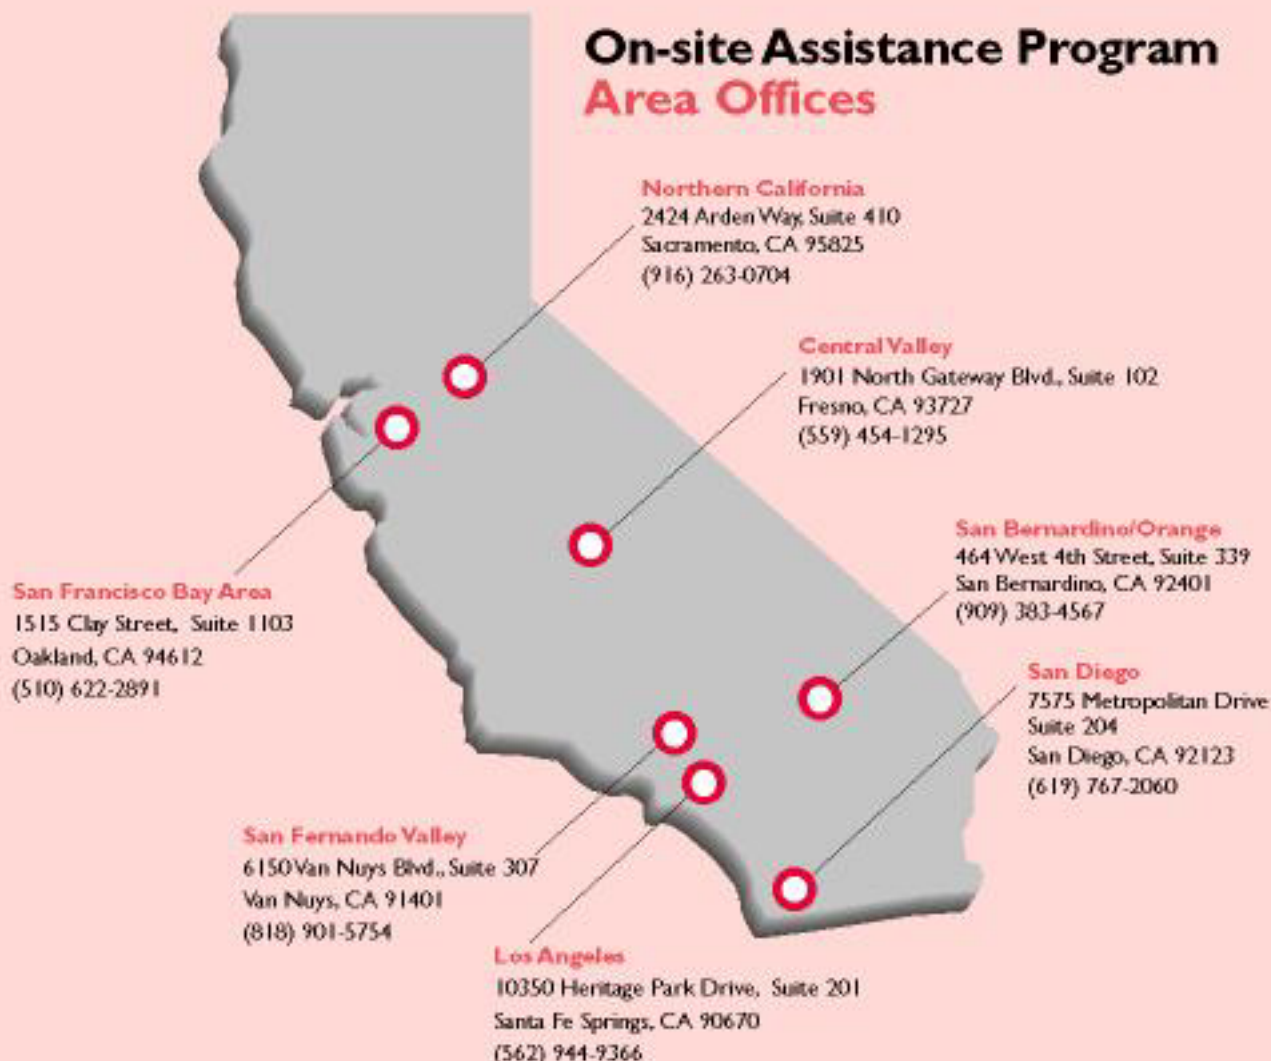 On-site Assistance Program
Area Offices
Northern California
2424 Arden Way, Suite 410
Sacramento, CA 95825
(916) 263-0704
Central Valley
1901 North Gateway Blvd., Suite 102
Fresno, CA 93727
(559) 454-1295
San Bernardino/Orange
464 West 4th Street, Suite 339
San Bernardino, CA 92401
(909) 383-4567
San Francisco Bay Area
1515 Clay Street, Suite 1103
Oakland, CA 94612
(510) 622-2891
San Diego
7575 Metropolitan Drive
Suite 204
San Diego, CA 92123
(619) 767-2060
San Fernando Valley
6150 Van Nuys Blvd., Suite 307
Van Nuys, CA 91401
(818) 901-5754
Los Angeles
10350 Heritage Park Drive, Suite 201
Santa Fe Springs, CA 90670
(562) 944-9366